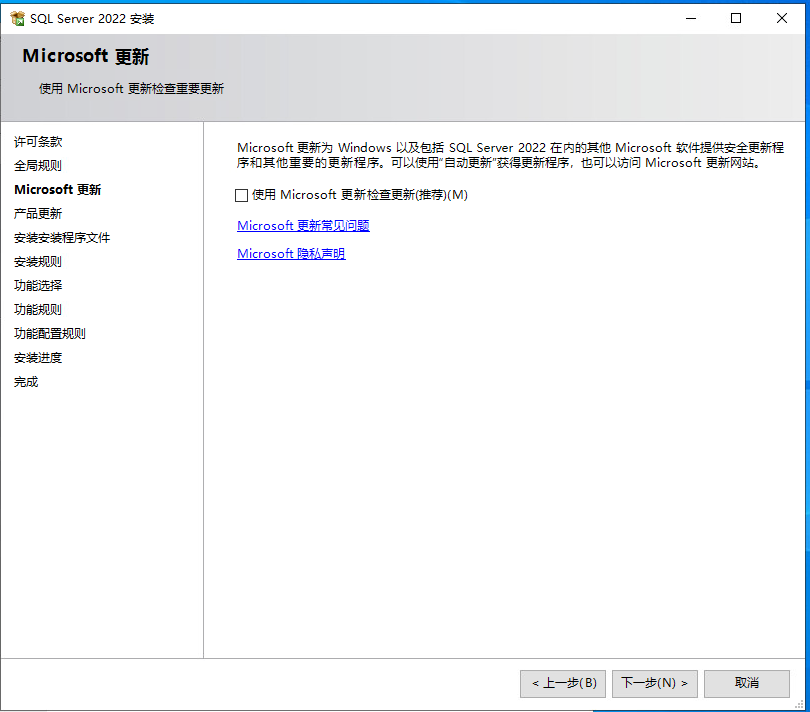 SQL Server 2022 安装
Microsoft 更新
使用 Microsoft 更新检查重要更新
许可条款
全局规则
Microsoft 更新
产品更新
安装安装程序文件
安装规则
功能选择
功能规则
功能配置规则
安装进度
完成
Microsoft 更新为 Windows 以及包括 SQL Server 2022 在内的其他 Microsoft 软件提供安全更新程
序和其他重要的更新程序。可以使用“自动更新”获得更新程序，也可以访问 Microsoft 更新网站。
使用 Microsoft 更新检查更新(推荐)(M)
Microsoft 更新常见问题
Microsoft 隐私声明
< 上一步(B)
下一步(N) >
取消